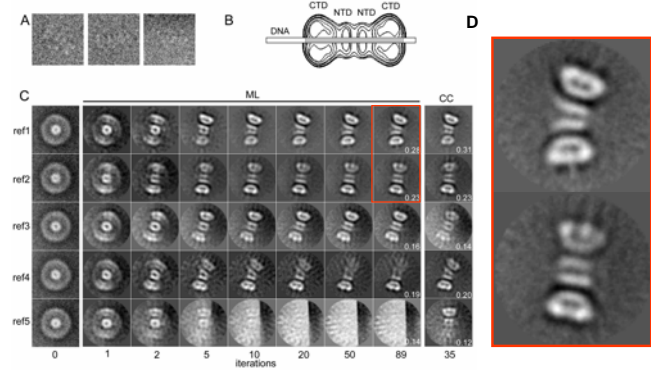 A
B
CTD NTD NTD CTD
DNA
D
C
ML
CC
ref1
0.28 0.31
ref2
0.23 0.23
ref3
0.16 0.14
ref4
0.19 0.20
ref5
0.14 0.12
0 1 2 5 10 20 50 89 35
iterations